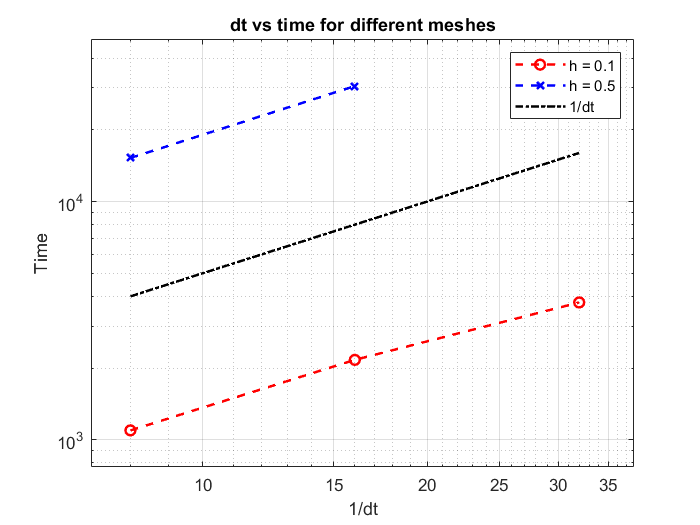 dt vs time for different meshes
h = 0.1
h = 0.5
1/dt
Time
10^4
10^3
10 15 20 25 30 35
1/dt